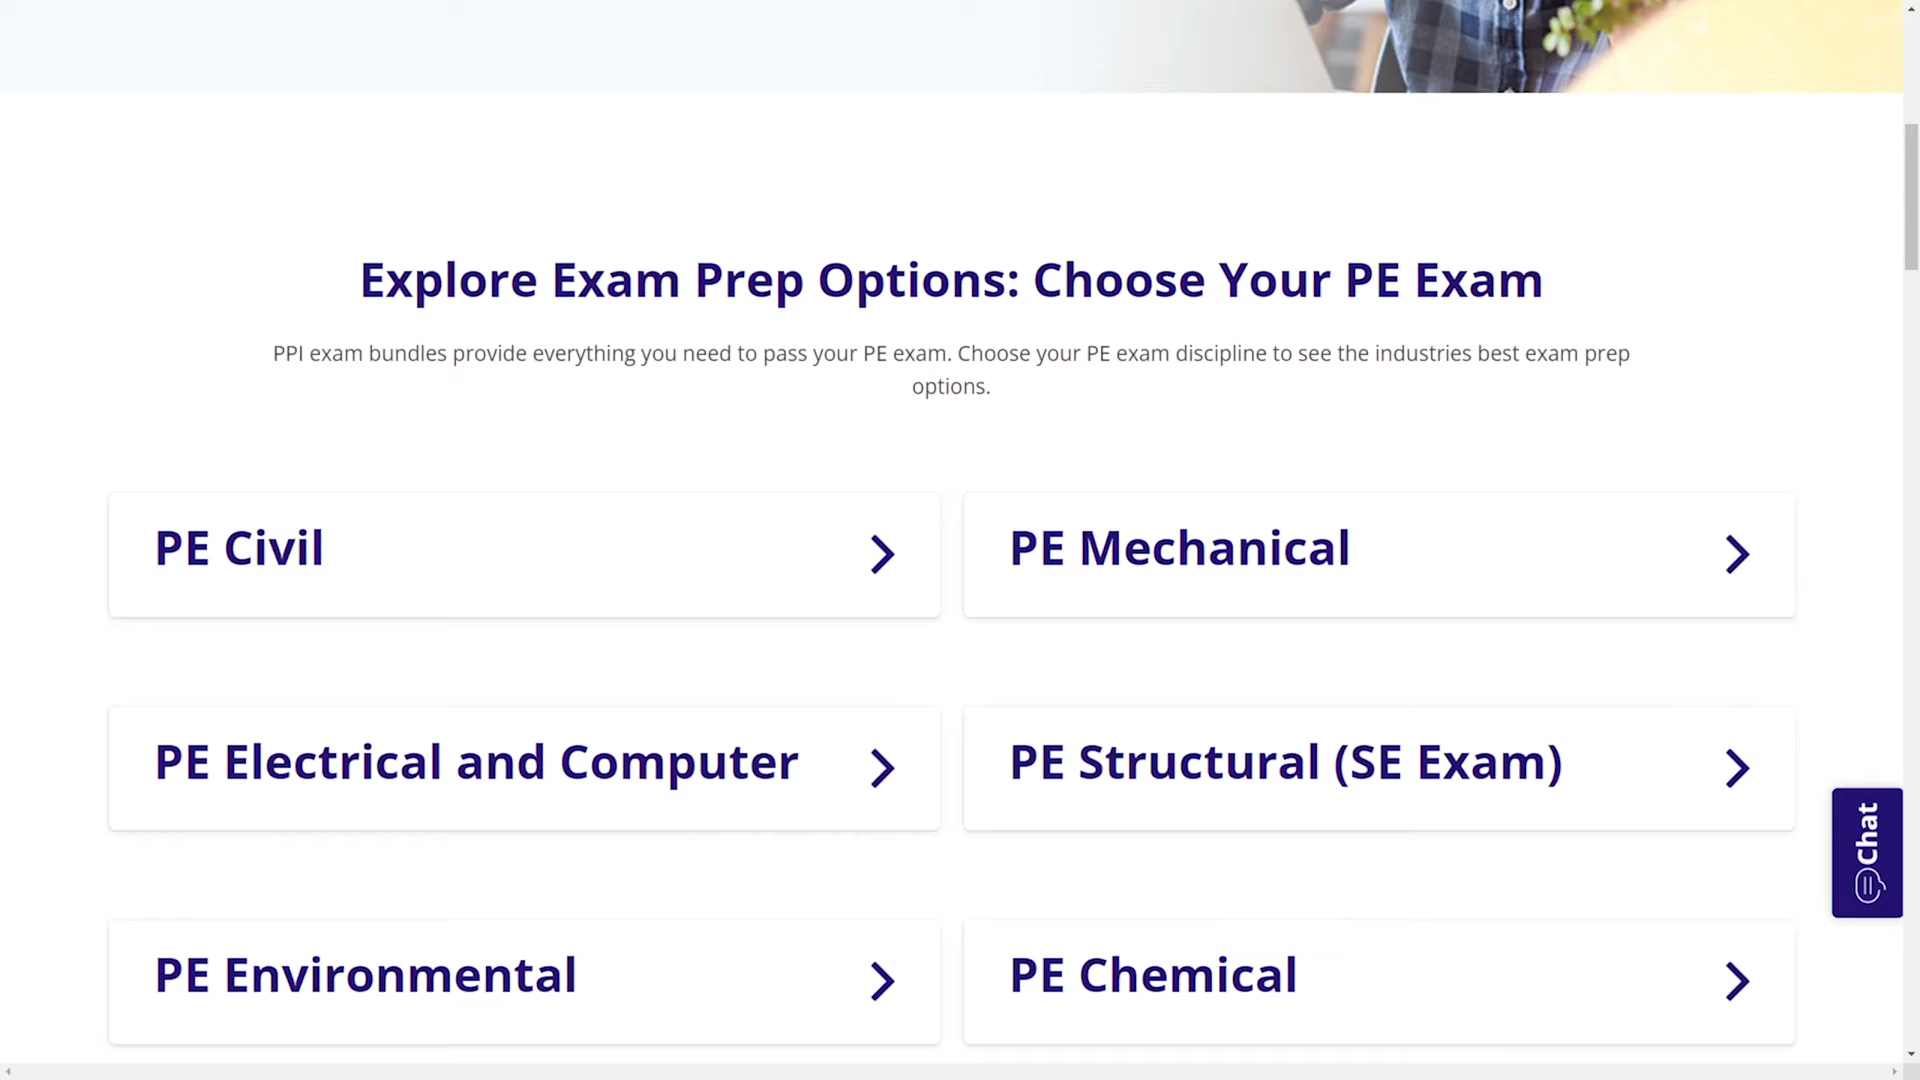 Explore Exam Prep Options: Choose Your PE Exam
PPI exam bundles provide everything you need to pass your PE exam. Choose your PE exam discipline to see the industries best exam prep
options.
PE Civil
PE Mechanical
PE Electrical and Computer
PE Structural (SE Exam)
Chat
PE Environmental
PE Chemical